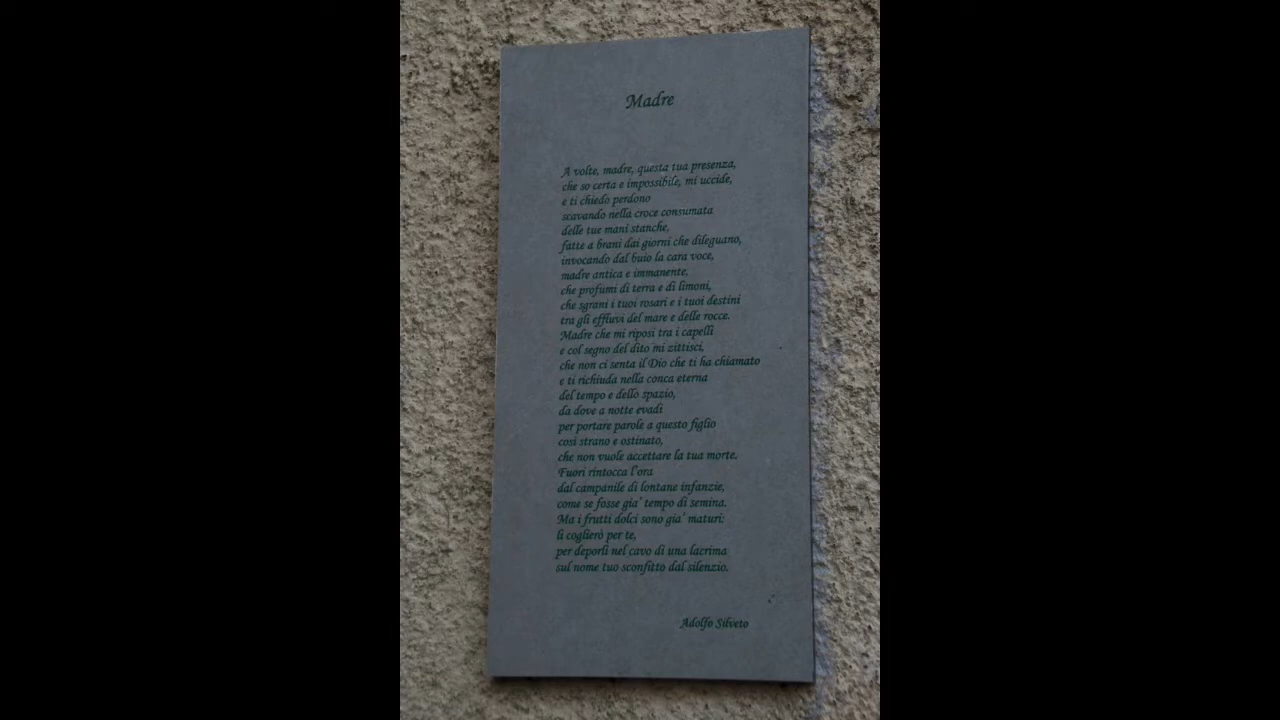 Madre
A volte, madre, questa tua presenza,
che so certa e impossibile, mi uccide,
e ti chiedo perdono
scavando nella croce consumata
delle tue mani stanche,
fatte a brani dai giorni che dileguano,
invocando dal buio la cara voce,
madre antica e immanente,
che profumi di terra e di limoni,
che sgrani i tuoi rosari e i tuoi destini
tra gli effluvi del mare e delle rocce.
Madre che mi riposi tra i capelli
e col segno del dito mi zittisci,
che non ci senta il Dio che ti ha chiamato
e ti richiuda nella conca eterna
del tempo e dello spazio,
da dove a notte evadi
per portare parole a questo figlio
così strano e ostinato,
che non vuole accettare la tua morte.
Fuori rintocca l'ora
dal campanile di lontane infanzie,
come se fosse gia' tempo di semina.
Ma i frutti dolci sono gia' maturi:
li coglierò per te,
per deporli nel cavo di una lacrima
sul nome tuo sconfitto dal silenzio.
Adolfo Silveto